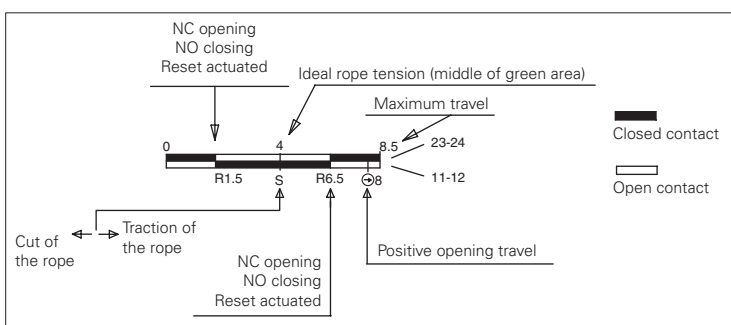 NC opening
NO closing
Reset actuated
Ideal rope tension (middle of green area)
Maximum travel
0
4
8.5
23-24
11-12
Closed contact
Open contact
R1.5
S
R6.5
8
Cut of
the rope
Traction of
the rope
Positive opening travel
NC opening
NO closing
Reset actuated